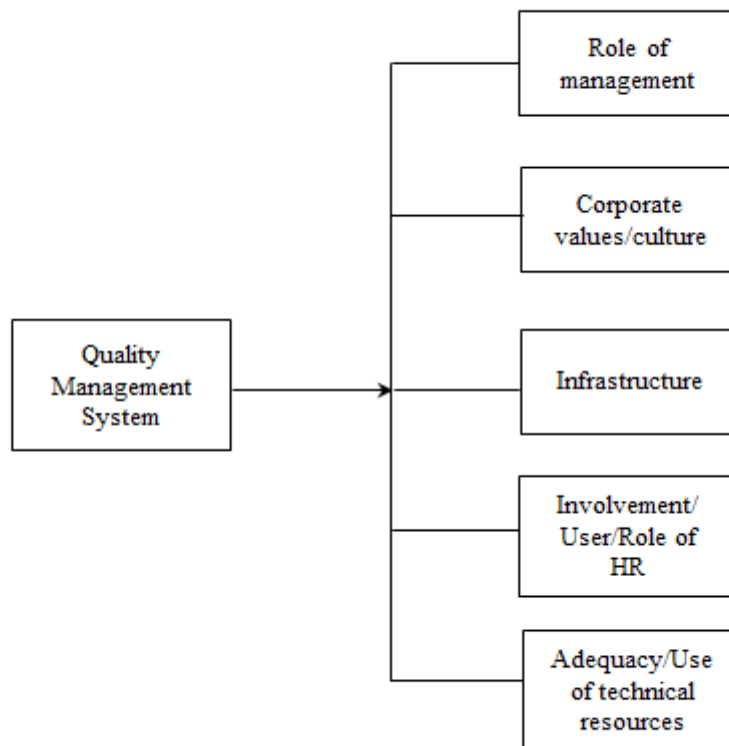 Role of
management
Corporate
values/culture
Quality
Management
System
Infrastructure
Involvement/
User/Role of
HR
Adequacy/Use
of technical
resources